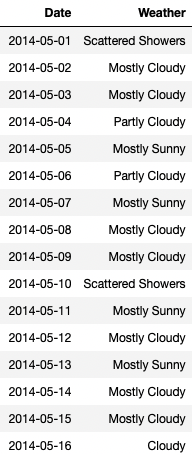 Date Weather
2014-05-01 Scattered Showers
2014-05-02 Mostly Cloudy
2014-05-03 Mostly Cloudy
2014-05-04 Partly Cloudy
2014-05-05 Mostly Sunny
2014-05-06 Partly Cloudy
2014-05-07 Mostly Sunny
2014-05-08 Mostly Cloudy
2014-05-09 Mostly Cloudy
2014-05-10 Scattered Showers
2014-05-11 Mostly Sunny
2014-05-12 Mostly Cloudy
2014-05-13 Mostly Sunny
2014-05-14 Mostly Cloudy
2014-05-15 Mostly Cloudy
2014-05-16 Cloudy